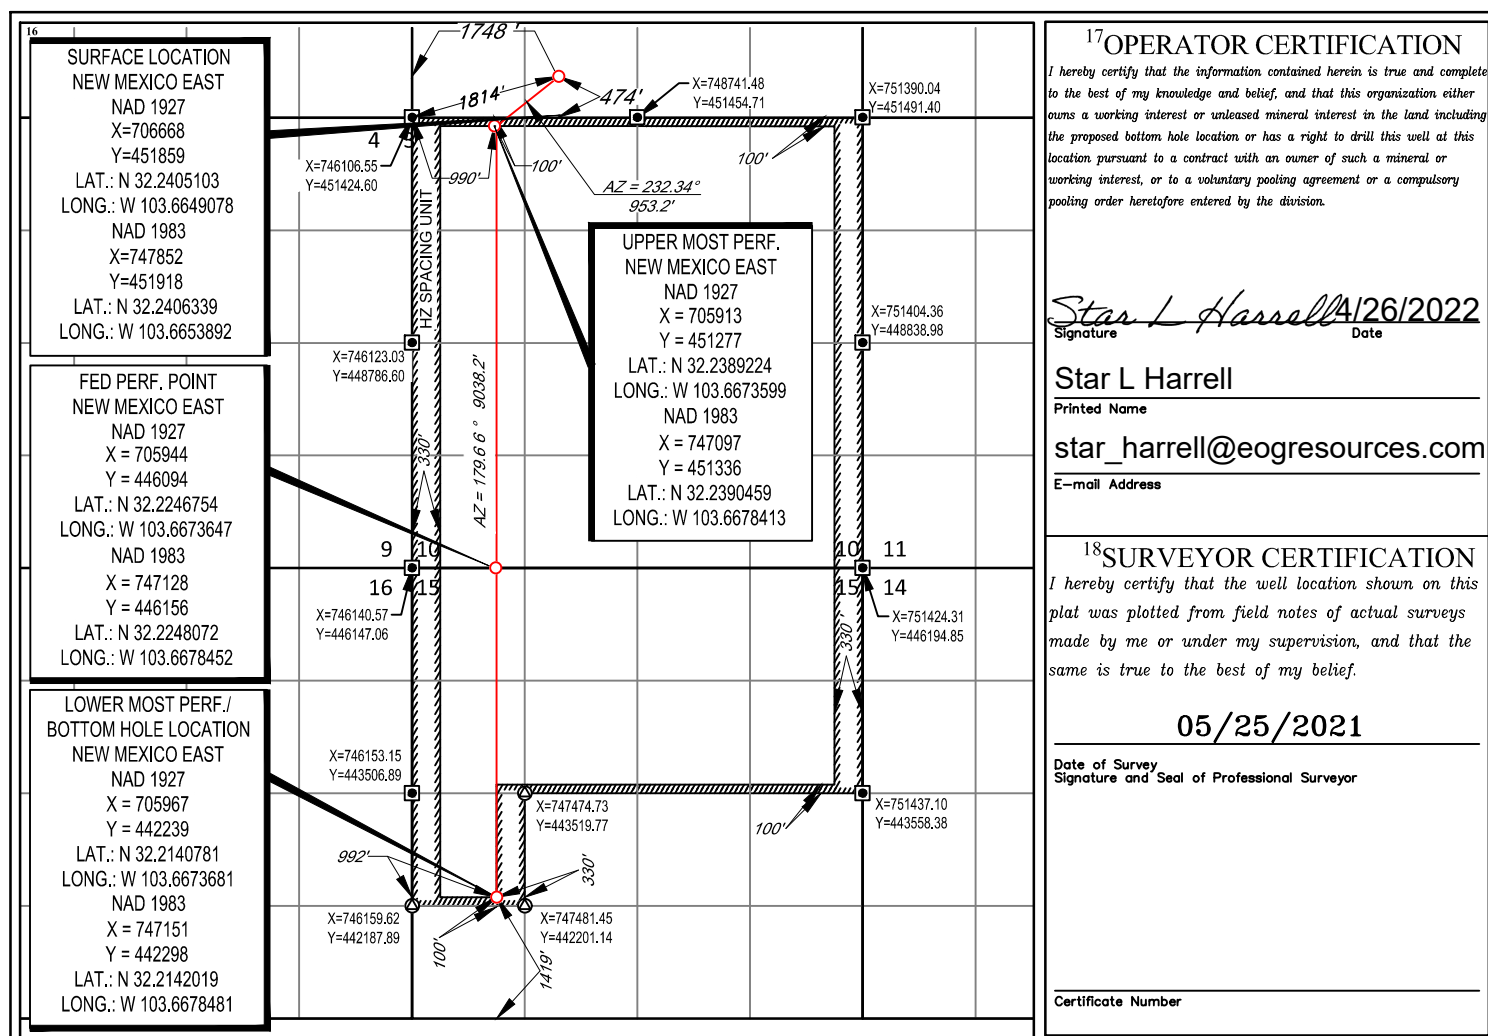 16
SURFACE LOCATION
NEW MEXICO EAST
NAD 1927
X=706668
Y=451859
LAT.: N 32.2405103
LONG.: W 103.6649078
NAD 1983
X=747852
Y=451918
LAT.: N 32.2406339
LONG.: W 103.6653892
FED PERF. POINT
NEW MEXICO EAST
NAD 1927
X = 705944
Y = 446094
LAT.: N 32.2246754
LONG.: W 103.6673647
NAD 1983
X = 747128
Y = 446156
LAT.: N 32.2248072
LONG.: W 103.6678452
LOWER MOST PERF./
BOTTOM HOLE LOCATION
NEW MEXICO EAST
NAD 1927
X = 705967
Y = 442239
LAT.: N 32.2140781
LONG.: W 103.6673681
NAD 1983
X = 747151
Y = 442298
LAT.: N 32.2142019
LONG.: W 103.6678481
1748 '
1814'
474'
X=748741.48
Y=451454.71
X=751390.04
Y=451491.40
4
X=746106.55
Y=451424.60
990'
100'
100'
AZ = 232.34°
953.2'
HZ SPACING UNIT
UPPER MOST PERF.
NEW MEXICO EAST
NAD 1927
X = 705913
Y = 451277
LAT.: N 32.2389224
LONG.: W 103.6673599
NAD 1983
X = 747097
Y = 451336
LAT.: N 32.2390459
LONG.: W 103.6678413
X=746123.03
Y=448786.60
X=751404.36
Y=448838.98
330'
AZ = 179.6 6 ° 9038.2'
9 10
16 15
10 11
15 14
X=746140.57
Y=446147.06
X=751424.31
Y=446194.85
330'
X=746153.15
Y=443506.89
X=747474.73
Y=443519.77
X=751437.10
Y=443558.38
100'
992'
330'
X=746159.62
Y=442187.89
X=747481.45
Y=442201.14
100'
1419'
17OPERATOR CERTIFICATION
I hereby certify that the information contained herein is true and complete
to the best of my knowledge and belief, and that this organization either
owns a working interest or unleased mineral interest in the land including
the proposed bottom hole location or has a right to drill this well at this
location pursuant to a contract with an owner of such a mineral or
working interest, or to a voluntary pooling agreement or a compulsory
pooling order heretofore entered by the division.
Star L Harrell 4/26/2022
Signature Date
Star L Harrell
Printed Name
star_harrell@eogresources.com
E-mail Address
18SURVEYOR CERTIFICATION
I hereby certify that the well location shown on this
plat was plotted from field notes of actual surveys
made by me or under my supervision, and that the
same is true to the best of my belief.
05/25/2021
Date of Survey
Signature and Seal of Professional Surveyor
Certificate Number